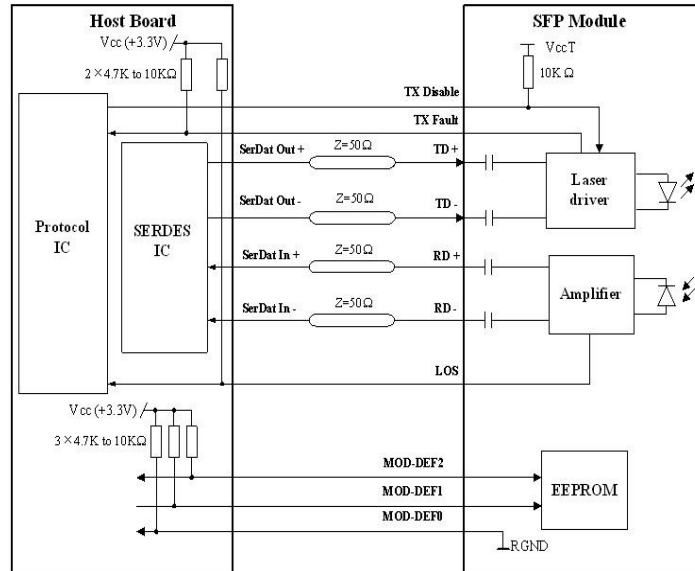 Host Board
SFP Module
Vcc (+3.3V)
VccT
2×4.7K to 10KΩ
10K Ω
TX Disable
TX Fault
SerDat Out +
Z=50Ω
TD +
Laser driver
SerDat Out -
Z=50Ω
TD -
Protocol IC
SERDES IC
SerDat In +
Z=50Ω
RD +
Amplifier
SerDat In -
Z=50Ω
RD -
LOS
Vcc (+3.3V)
3×4.7K to 10KΩ
MOD-DEF2
EEPROM
MOD-DEF1
MOD-DEF0
RGND